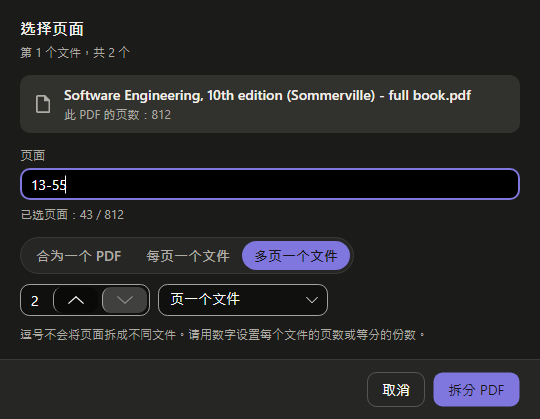 选择页面
第 1 个文件，共 2 个
Software Engineering, 10th edition (Sommerville) - full book.pdf
此 PDF 的页数：812
页面
13-55
已选页面：43 / 812
合为一个 PDF 每页一个文件 多页一个文件
2 页一个文件
逗号不会将页面拆成不同文件。请用数字设置每个文件的页数或等分的份数。
取消 拆分 PDF